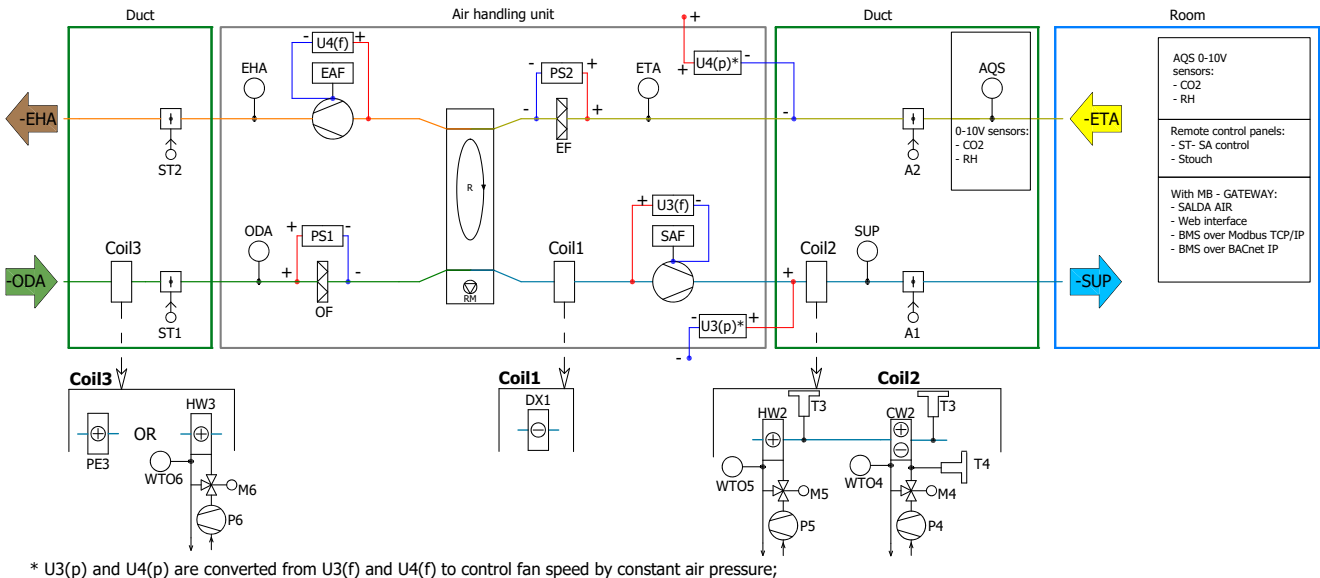 Duct
Air handling unit
Duct
Room
U4(f)
-
+
EAF
EHA
-
PS2
+
-
+
EF
ETA
+
+
U4(p)*
-
-
AQS
0-10V sensors:
- CO2
- RH
AQS 0-10V
sensors:
- CO2
- RH
-EHA
ST2
A2
-ETA
Remote control panels:
- ST- SA control
- Stouch
With MB - GATEWAY:
- SALDA AIR
- Web interface
- BMS over Modbus TCP/IP
- BMS over BACnet IP
R
RM
-ODA
Coil3
ST1
ODA
+
PS1
-
+
-
OF
Coil1
+
U3(f)
-
SAF
+
Coil2
SUP
A1
-SUP
-
U3(p)*
+
-
Coil3
HW3
OR
PE3
WTO6
M6
P6
Coil1
DX1
Coil2
T3
T3
HW2
CW2
T4
WTO5
WTO4
M5
M4
P5
P4
* U3(p) and U4(p) are converted from U3(f) and U4(f) to control fan speed by constant air pressure;